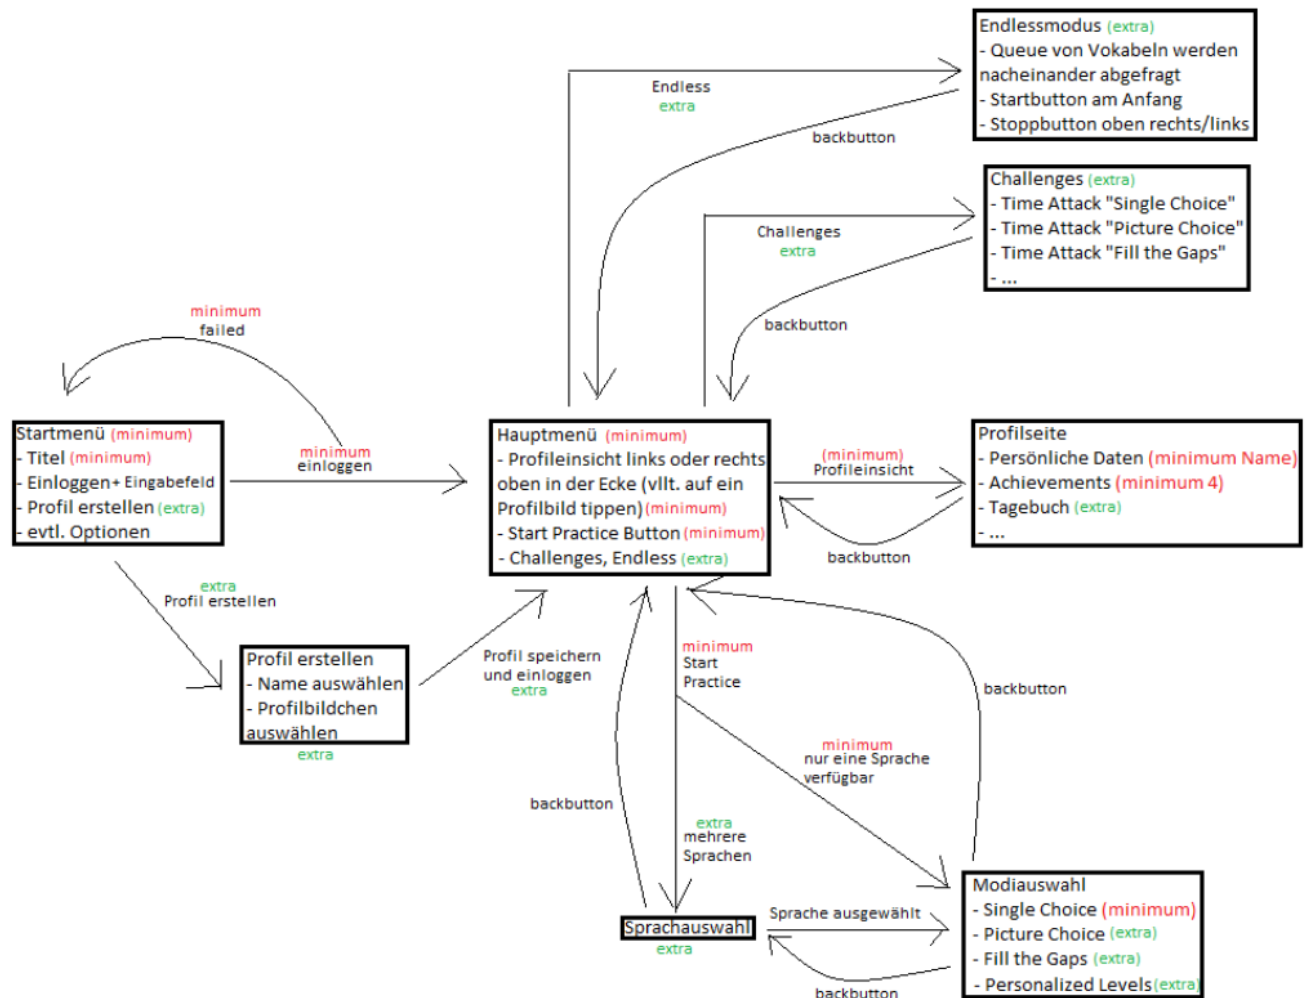 Endlessmodus (extra)
- Queue von Vokabeln werden
nacheinander abgefragt
- Startbutton am Anfang
- Stoppbutton oben rechts/links
Endless
extra
backbutton
Challenges (extra)
- Time Attack "Single Choice"
- Time Attack "Picture Choice"
- Time Attack "Fill the Gaps"
- ...
Challenges
extra
backbutton
minimum
failed
Startmenü (minimum)
- Titel (minimum)
- Einloggen + Eingabefeld
- Profil erstellen (extra)
- evtl. Optionen
minimum
einloggen
Hauptmenü (minimum)
- Profileinsicht links oder rechts
oben in der Ecke (vllt. auf ein
Profilbild tippen) (minimum)
- Start Practice Button (minimum)
- Challenges, Endless (extra)
(minimum)
Profileinsicht
backbutton
Profilseite
- Persönliche Daten (minimum Name)
- Achievements (minimum 4)
- Tagebuch (extra)
- ...
extra
Profil erstellen
Profil erstellen
- Name auswählen
- Profilbildchen
auswählen
extra
Profil speichern
und einloggen
extra
minimum
Start
Practice
backbutton
minimum
nur eine Sprache
verfügbar
backbutton
extra
mehrere
Sprachen
Sprachauswahl
extra
Sprache ausgewählt
backbutton
Modiauswahl
- Single Choice (minimum)
- Picture Choice (extra)
- Fill the Gaps (extra)
- Personalized Levels (extra)